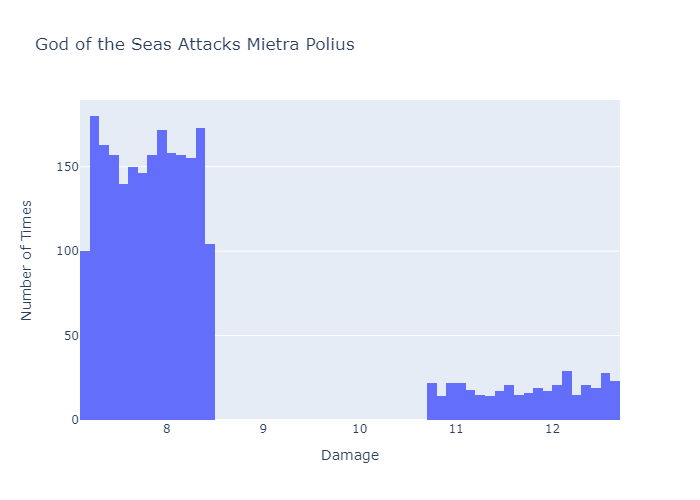 God of the Seas Attacks Mietra Polius
Number of Times
150
100
50
0
8 9 10 11 12
Damage